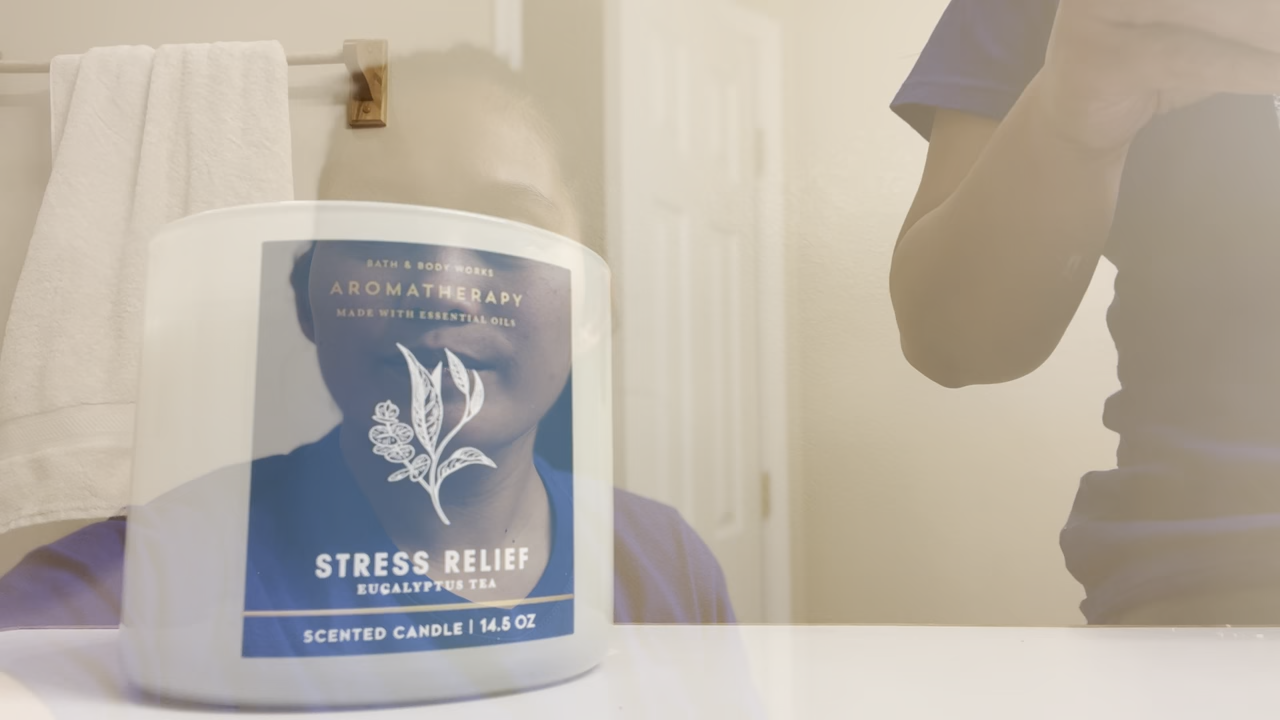 BATH & BODY WORKS
AROMATHERAPY
MADE WITH ESSENTIAL OILS
STRESS RELIEF
EUCALYPTUS TEA
SCENTED CANDLE | 14.5 OZ